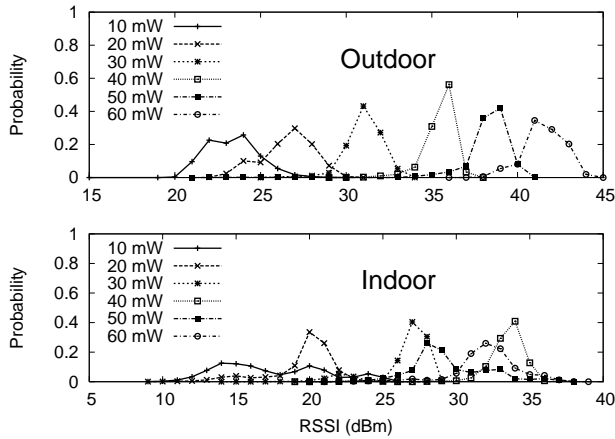 Outdoor
Probability
1
0.8
0.6
0.4
0.2
0
10 mW
20 mW
30 mW
40 mW
50 mW
60 mW
15 20 25 30 35 40 45
Indoor
Probability
1
0.8
0.6
0.4
0.2
0
10 mW
20 mW
30 mW
40 mW
50 mW
60 mW
5 10 15 20 25 30 35 40
RSSI (dBm)